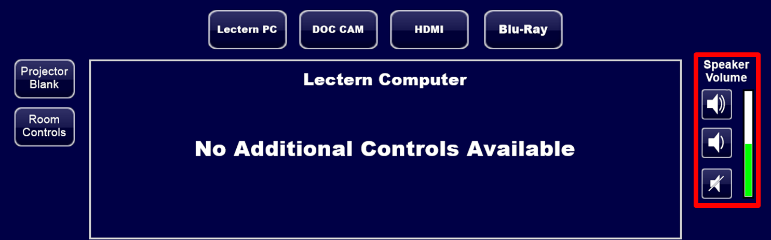 Lectern PC
DOC CAM
HDMI
Blu-Ray
Projector
Blank
Room
Controls
Lectern Computer
No Additional Controls Available
Speaker
Volume